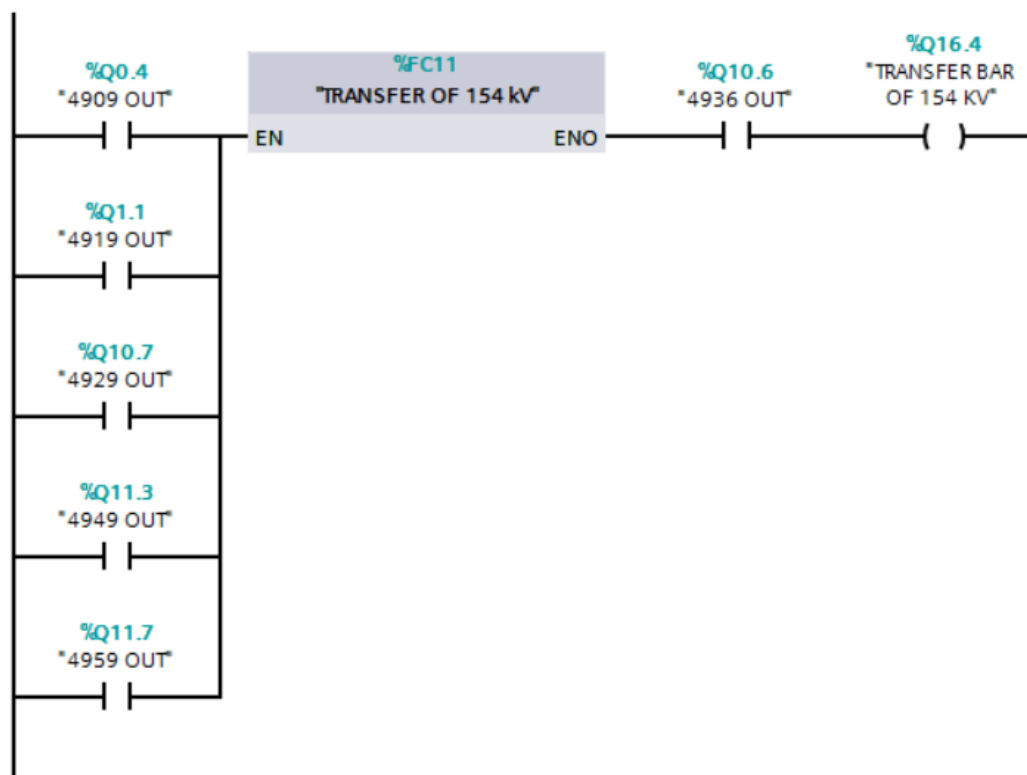 %Q0.4
"4909 OUT"
%FC11
"TRANSFER OF 154 kV"
EN
ENO
%Q10.6
"4936 OUT"
%Q16.4
"TRANSFER BAR
OF 154 KV"
%Q1.1
"4919 OUT"
%Q10.7
"4929 OUT"
%Q11.3
"4949 OUT"
%Q11.7
"4959 OUT"